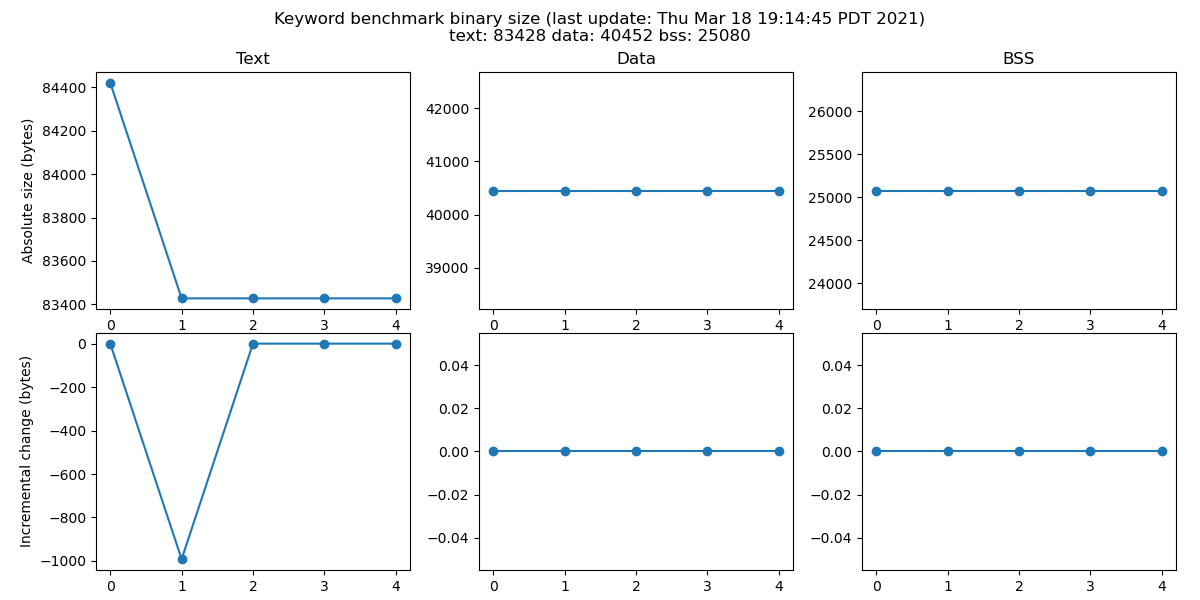 Keyword benchmark binary size (last update: Thu Mar 18 19:14:45 PDT 2021)
text: 83428 data: 40452 bss: 25080
Text
Absolute size (bytes)
84400
84200
84000
83800
83600
83400
0 1 2 3 4
Data
42000
41000
40000
39000
0 1 2 3 4
BSS
26000
25500
25000
24500
24000
0 1 2 3 4
Incremental change (bytes)
0
−200
−400
−600
−800
−1000
0 1 2 3 4
0.04
0.02
0.00
−0.02
−0.04
0 1 2 3 4
0.04
0.02
0.00
−0.02
−0.04
0 1 2 3 4